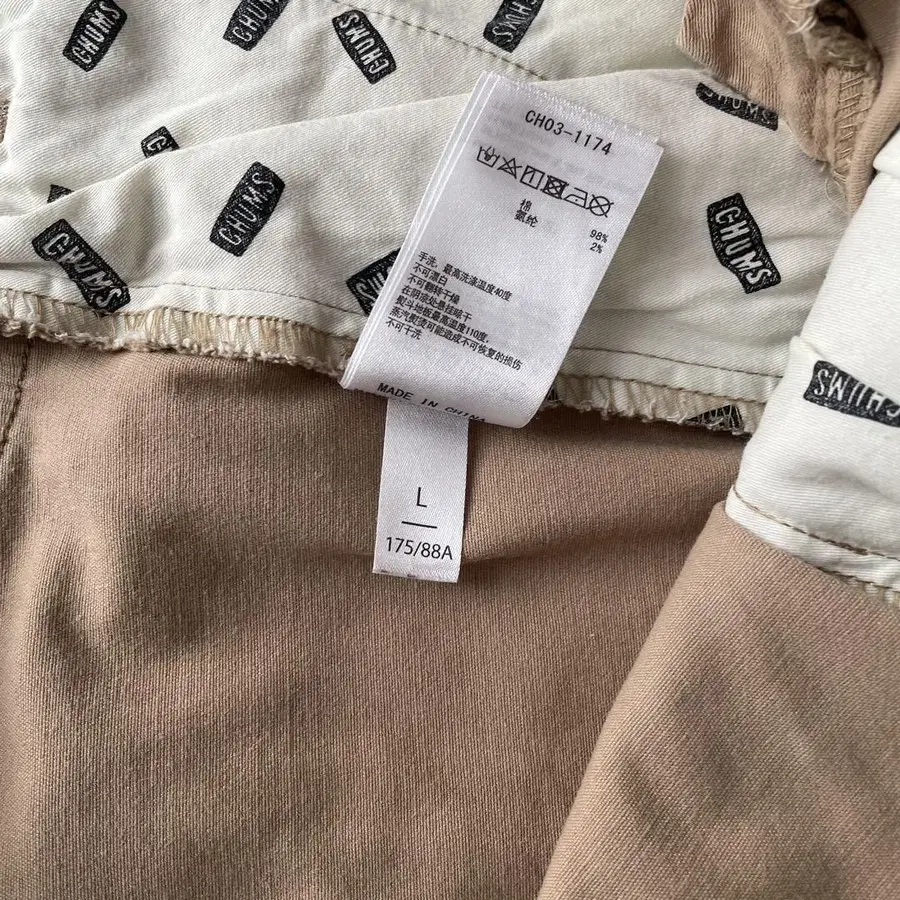 CHUMS
CHUMS
CHUMS
CHUMS
CHUMS
CHUMS
CHUMS
CHUMS
CHUMS
CHUMS
CHUMS
CH03-1174
棉 98%
氨纶 2%
手洗，最高洗涤温度40度
不可漂白
不可翻转干燥
在阴凉处悬挂晾干
熨斗地板最高温度110度，
蒸汽熨烫可能造成不可恢复的损伤
不可干洗
MADE IN CHINA
L
175/88A